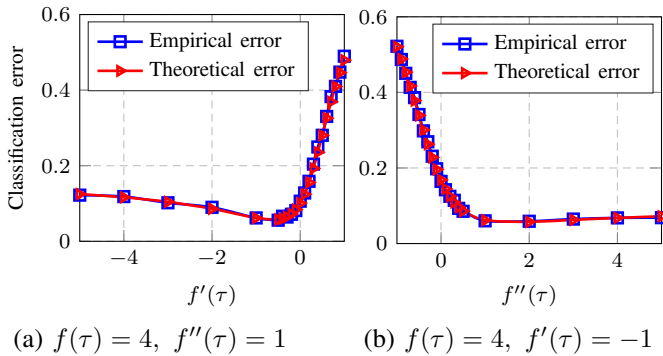 0.6
0.4
0.2
0
Classification error
Empirical error
Theoretical error
−4 −2 0
f′(τ)
(a) f(τ) = 4, f′′(τ) = 1
0.6
0.4
0.2
0
Empirical error
Theoretical error
0 2 4
f′′(τ)
(b) f(τ) = 4, f′(τ) = −1